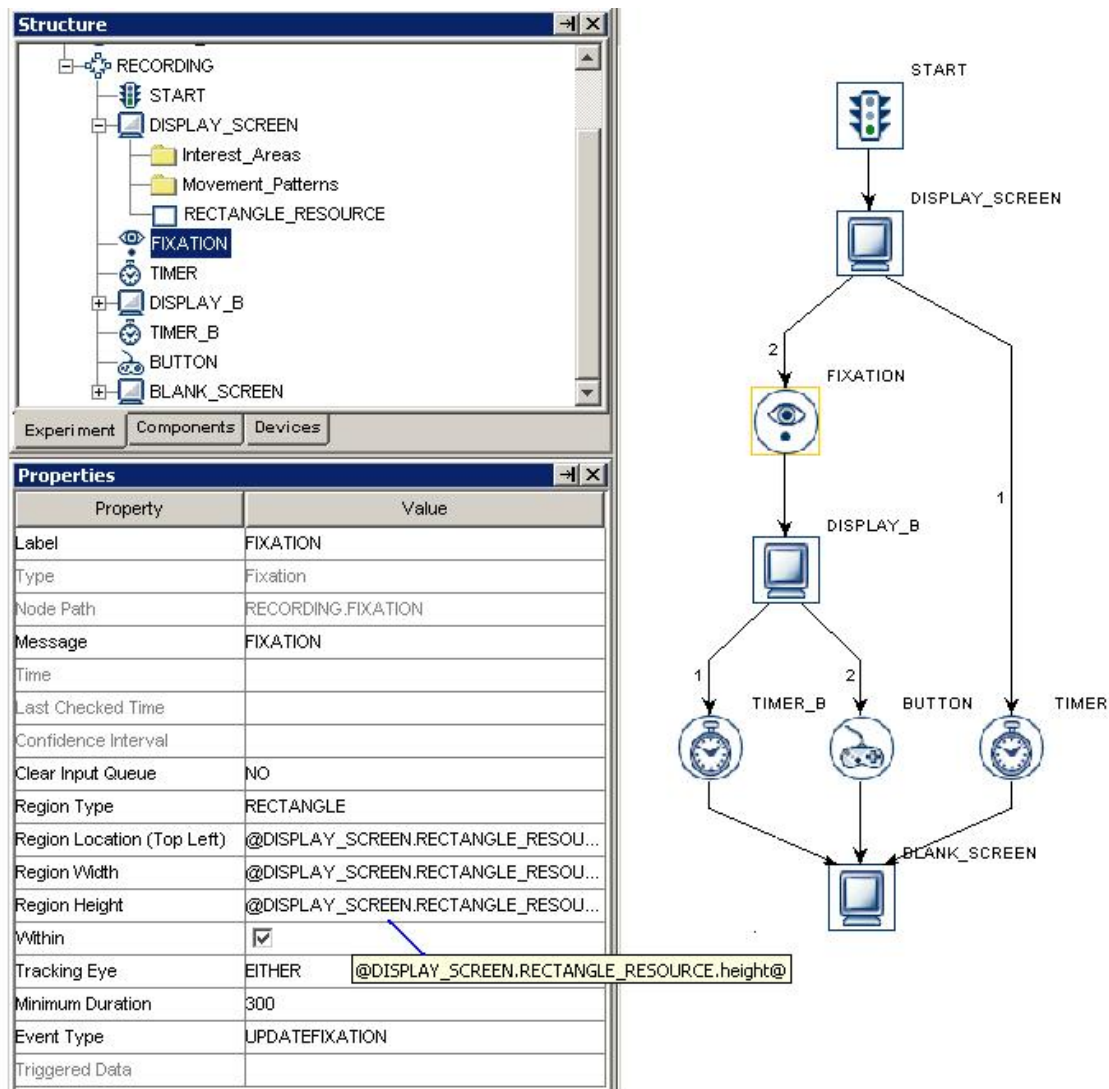 Structure
RECORDING
START
DISPLAY_SCREEN
Interest_Areas
Movement_Patterns
RECTANGLE_RESOURCE
FIXATION
TIMER
DISPLAY_B
TIMER_B
BUTTON
BLANK_SCREEN
Experiment Components Devices
Properties
Property Value
Label FIXATION
Type Fixation
Node Path RECORDING.FIXATION
Message FIXATION
Time
Last Checked Time
Confidence Interval
Clear Input Queue NO
Region Type RECTANGLE
Region Location (Top Left) @DISPLAY_SCREEN.RECTANGLE_RESOU...
Region Width @DISPLAY_SCREEN.RECTANGLE_RESOU...
Region Height @DISPLAY_SCREEN.RECTANGLE_RESOU...
Within
Tracking Eye EITHER
@DISPLAY_SCREEN.RECTANGLE_RESOURCE.height@
Minimum Duration 300
Event Type UPDATEFIXATION
Triggered Data
START
DISPLAY_SCREEN
2
FIXATION
1
DISPLAY_B
1
2
TIMER_B
BUTTON
TIMER
BLANK_SCREEN